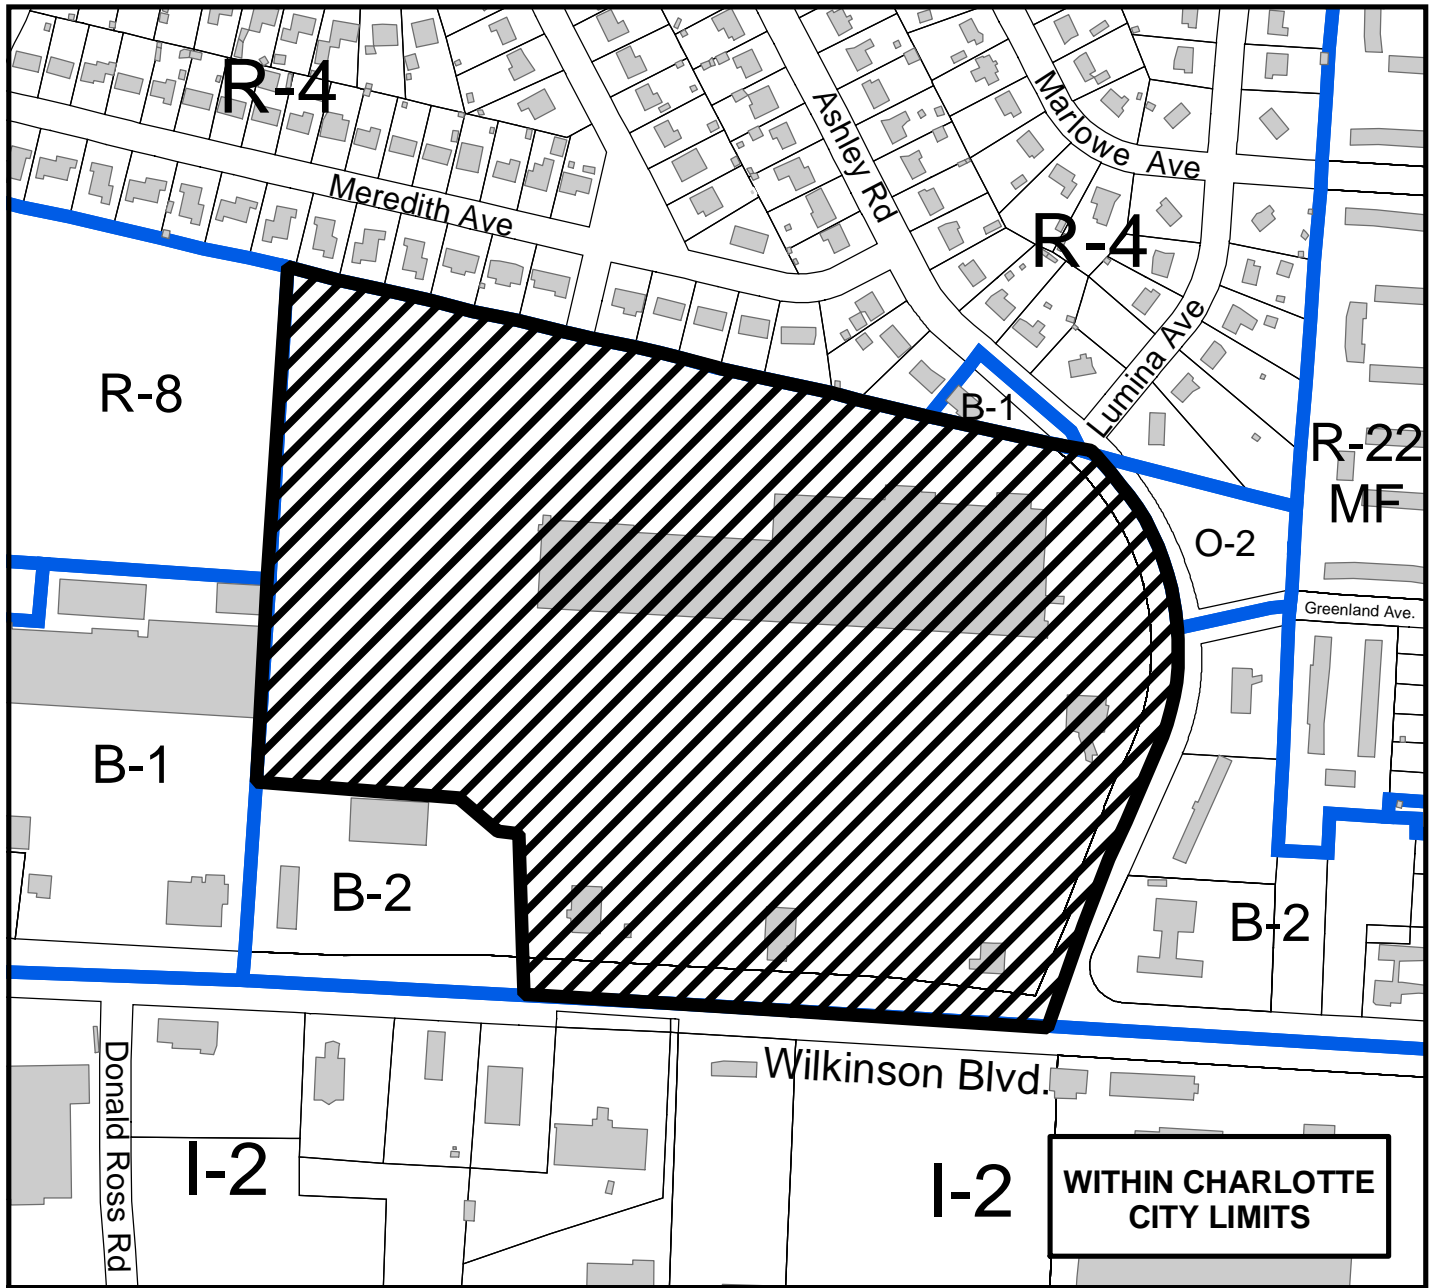 R-4
Meredith Ave
Ashley Rd
Marlowe Ave
R-4
Lumina Ave
R-8
B-1
R-22
MF
O-2
Greenland Ave.
B-1
B-2
B-2
Wilkinson Blvd.
Donald Ross Rd
I-2
I-2
WITHIN CHARLOTTE
CITY LIMITS